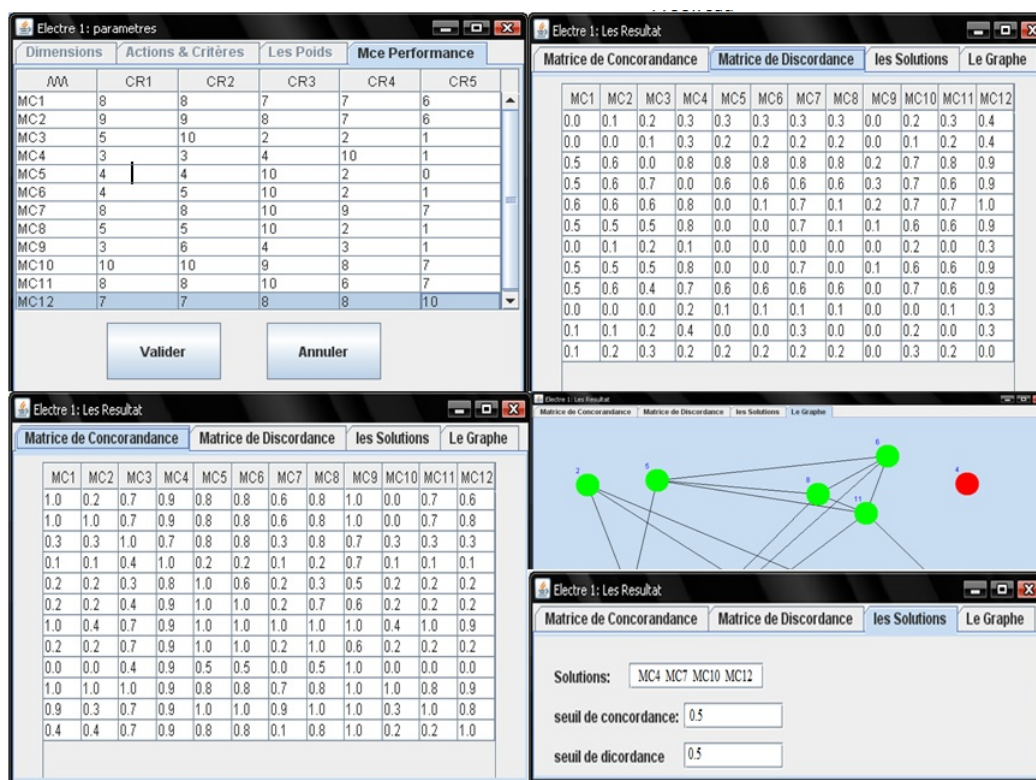 Electre 1: parametres
Dimensions Actions & Critères Les Poids Mce Performance
CR1 CR2 CR3 CR4 CR5
MC1 8 8 7 7 6
MC2 9 9 8 7 6
MC3 5 10 2 2 1
MC4 3 3 4 10 1
MC5 4 4 10 2 0
MC6 4 5 10 2 1
MC7 8 8 10 9 7
MC8 5 5 10 2 1
MC9 3 6 4 3 1
MC10 10 10 9 8 7
MC11 8 8 10 6 7
MC12 7 7 8 8 10
Valider Annuler
Electre 1: Les Resultat
Matrice de Concorandance Matrice de Discordance les Solutions Le Graphe
MC1 MC2 MC3 MC4 MC5 MC6 MC7 MC8 MC9 MC10 MC11 MC12
0.0 0.1 0.2 0.3 0.3 0.3 0.3 0.3 0.0 0.2 0.3 0.4
0.0 0.0 0.1 0.3 0.2 0.2 0.2 0.2 0.0 0.1 0.2 0.4
0.5 0.6 0.0 0.8 0.8 0.8 0.8 0.8 0.2 0.7 0.8 0.9
0.5 0.6 0.7 0.0 0.6 0.6 0.6 0.6 0.3 0.7 0.6 0.9
0.6 0.6 0.6 0.8 0.0 0.1 0.7 0.1 0.2 0.7 0.7 1.0
0.5 0.5 0.5 0.8 0.0 0.0 0.7 0.1 0.1 0.6 0.6 0.9
0.0 0.1 0.2 0.1 0.0 0.0 0.0 0.0 0.0 0.2 0.0 0.3
0.5 0.5 0.5 0.8 0.0 0.0 0.7 0.0 0.1 0.6 0.6 0.9
0.5 0.6 0.4 0.7 0.6 0.6 0.6 0.6 0.0 0.7 0.6 0.9
0.0 0.0 0.0 0.2 0.1 0.1 0.1 0.1 0.0 0.0 0.1 0.3
0.1 0.1 0.2 0.4 0.0 0.0 0.3 0.0 0.0 0.2 0.0 0.3
0.1 0.2 0.3 0.2 0.2 0.2 0.2 0.2 0.0 0.3 0.2 0.0
Electre 1: Les Resultat
Matrice de Concorandance Matrice de Discordance les Solutions Le Graphe
MC1 MC2 MC3 MC4 MC5 MC6 MC7 MC8 MC9 MC10 MC11 MC12
1.0 0.2 0.7 0.9 0.8 0.8 0.6 0.8 1.0 0.0 0.7 0.6
1.0 1.0 0.7 0.9 0.8 0.8 0.6 0.8 1.0 0.0 0.7 0.8
0.3 0.3 1.0 0.7 0.8 0.8 0.3 0.8 0.7 0.3 0.3 0.3
0.1 0.1 0.4 1.0 0.2 0.2 0.1 0.2 0.7 0.1 0.1 0.1
0.2 0.2 0.3 0.8 1.0 0.6 0.2 0.3 0.5 0.2 0.2 0.2
0.2 0.2 0.4 0.9 1.0 1.0 0.2 0.7 0.6 0.2 0.2 0.2
1.0 0.4 0.7 0.9 1.0 1.0 1.0 1.0 1.0 0.4 1.0 0.9
0.2 0.2 0.7 0.9 1.0 1.0 0.2 1.0 0.6 0.2 0.2 0.2
0.0 0.0 0.4 0.9 0.5 0.5 0.0 0.5 1.0 0.0 0.0 0.0
1.0 1.0 1.0 0.9 0.8 0.8 0.7 0.8 1.0 1.0 0.8 0.9
0.9 0.3 0.7 0.9 1.0 1.0 0.9 1.0 1.0 0.3 1.0 0.8
0.4 0.4 0.7 0.9 0.8 0.8 0.1 0.8 1.0 0.2 0.2 1.0
Electre 1: Les Resultat
Matrice de Concorandance Matrice de Discordance les Solutions Le Graphe
2 5 6 8 11 4
Electre 1: Les Resultat
Matrice de Concorandance Matrice de Discordance les Solutions Le Graphe
Solutions: MC4 MC7 MC10 MC12
seuil de concordance: 0.5
seuil de dicordance 0.5